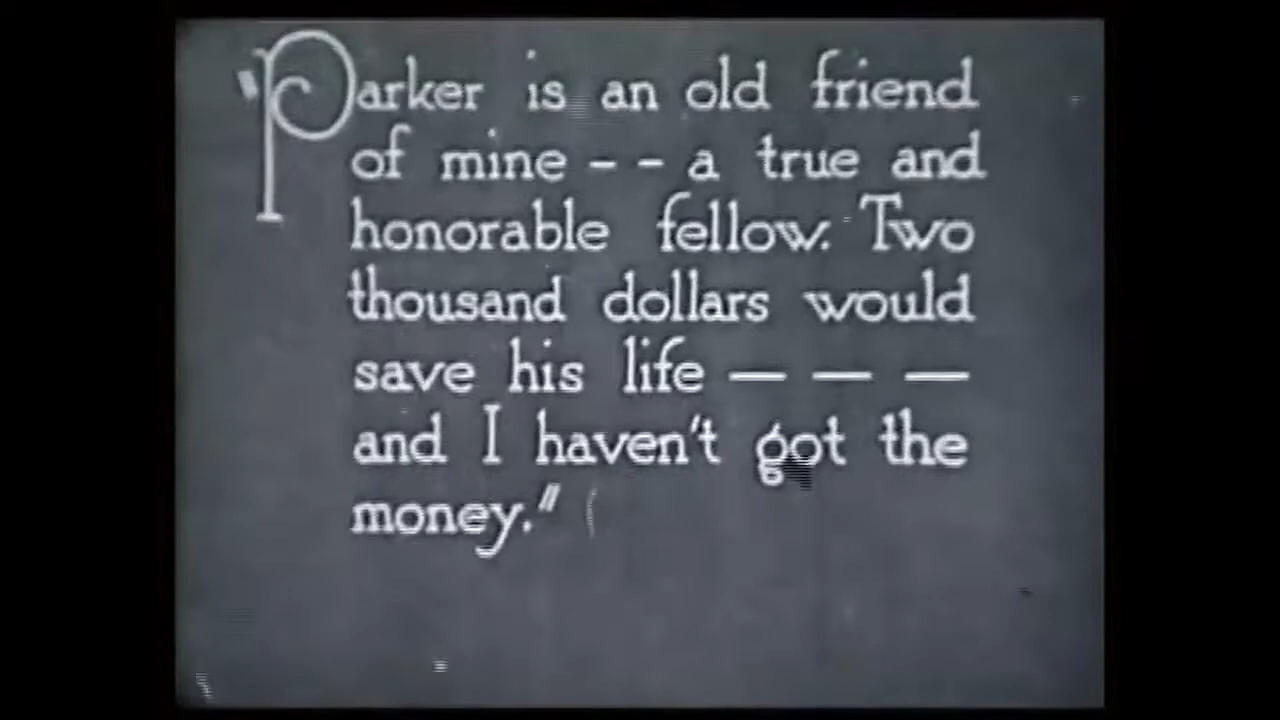 "Parker is an old friend
of mine -- a true and
honorable fellow. Two
thousand dollars would
save his life — — —
and I haven't got the
money."